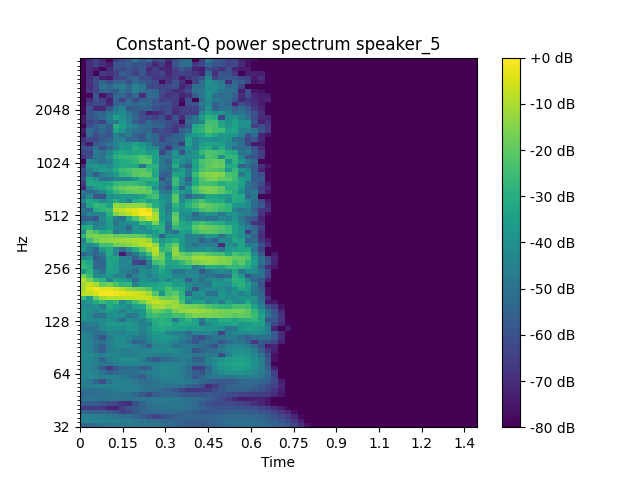 Constant-Q power spectrum speaker_5
Hz
2048
1024
512
256
128
64
32
0 0.15 0.3 0.45 0.6 0.75 0.9 1.1 1.2 1.4
Time
+0 dB
-10 dB
-20 dB
-30 dB
-40 dB
-50 dB
-60 dB
-70 dB
-80 dB